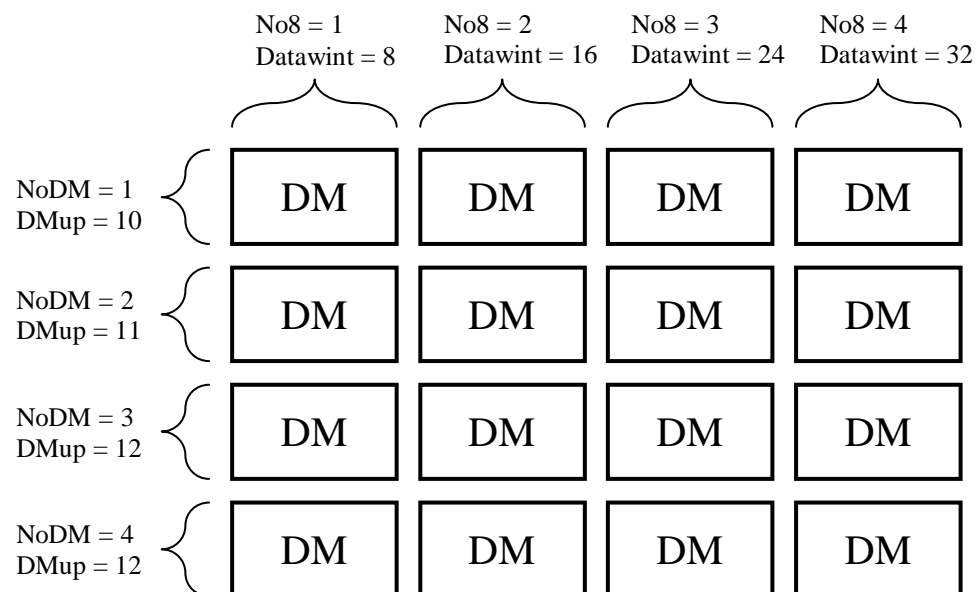 No8 = 1
Datawint = 8
No8 = 2
Datawint = 16
No8 = 3
Datawint = 24
No8 = 4
Datawint = 32
NoDM = 1
DMup = 10
DM DM DM DM
NoDM = 2
DMup = 11
DM DM DM DM
NoDM = 3
DMup = 12
DM DM DM DM
NoDM = 4
DMup = 12
DM DM DM DM